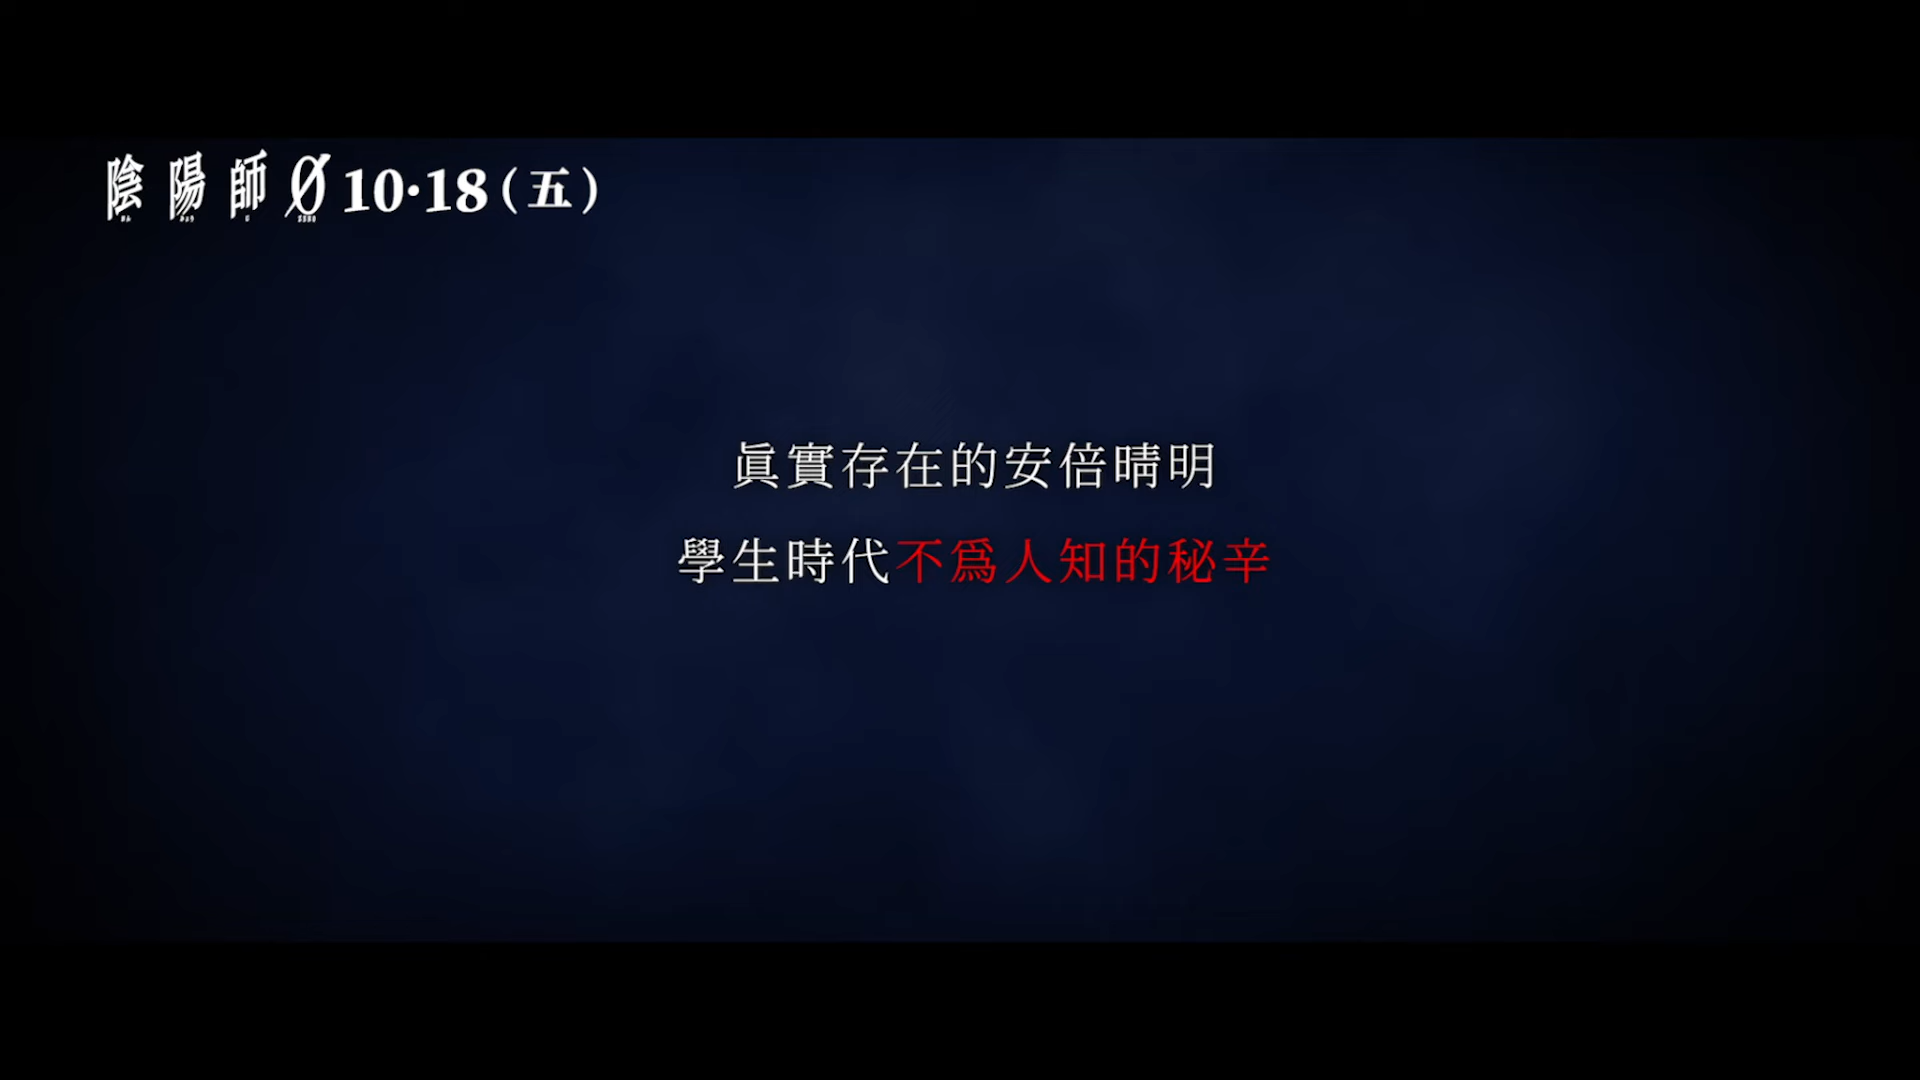 陰陽師0 10·18(五)
眞實存在的安倍晴明
學生時代不爲人知的秘辛